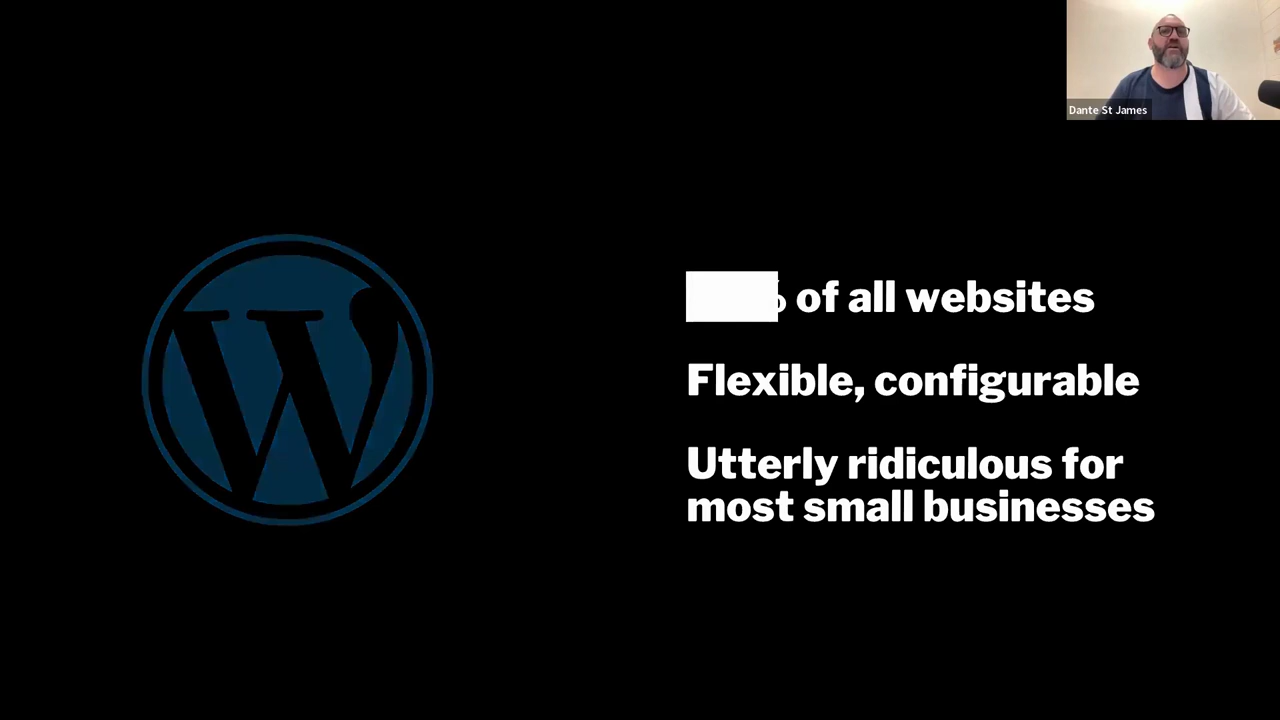 Dante St James
of all websites
Flexible, configurable
Utterly ridiculous for
most small businesses